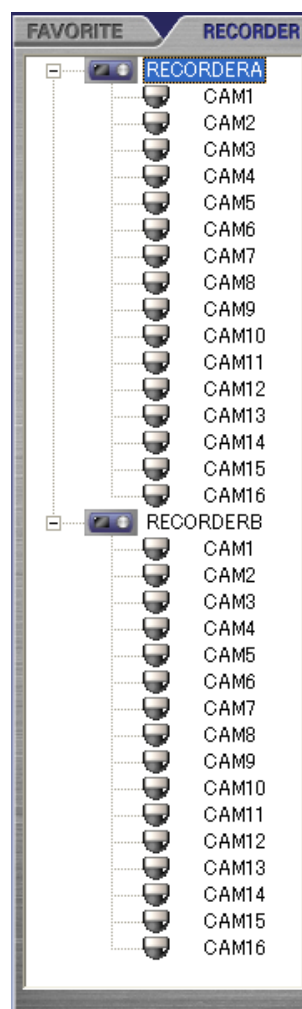 FAVORITE RECORDER
RECORDERA
CAM1
CAM2
CAM3
CAM4
CAM5
CAM6
CAM7
CAM8
CAM9
CAM10
CAM11
CAM12
CAM13
CAM14
CAM15
CAM16
RECORDERB
CAM1
CAM2
CAM3
CAM4
CAM5
CAM6
CAM7
CAM8
CAM9
CAM10
CAM11
CAM12
CAM13
CAM14
CAM15
CAM16